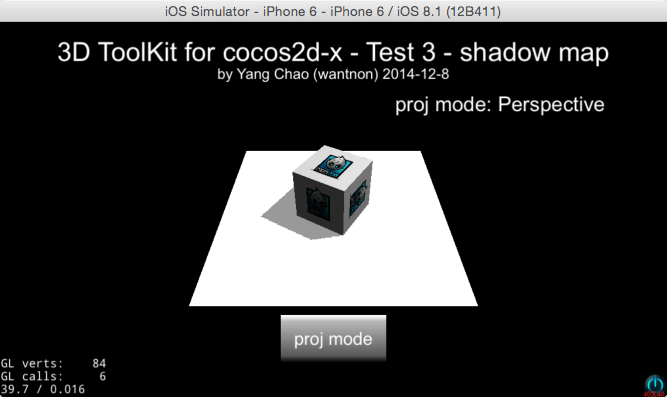 iOS Simulator - iPhone 6 - iPhone 6 / iOS 8.1 (12B411)
3D ToolKit for cocos2d-x - Test 3 - shadow map
by Yang Chao (wantnon) 2014-12-8
proj mode: Perspective
proj mode
GL verts: 84
GL calls: 6
39.7 / 0.016